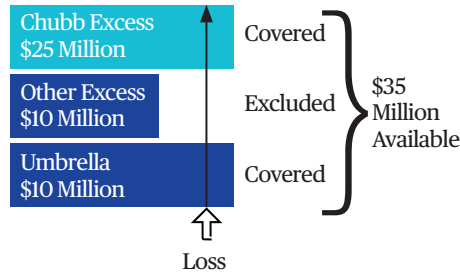 Chubb Excess
$25 Million
Covered
Other Excess
$10 Million
Excluded
Umbrella
$10 Million
Covered
$35
Million
Available
Loss